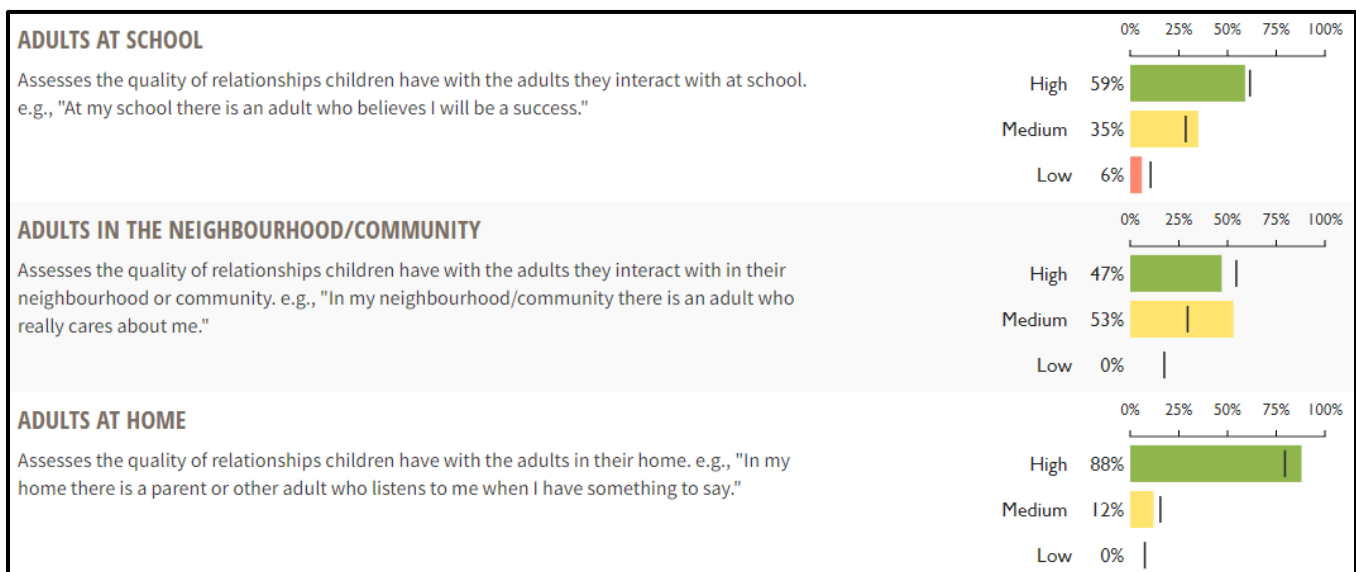 ADULTS AT SCHOOL
0% 25% 50% 75% 100%
Assesses the quality of relationships children have with the adults they interact with at school.
e.g., "At my school there is an adult who believes I will be a success."
High 59%
Medium 35%
Low 6%
ADULTS IN THE NEIGHBOURHOOD/COMMUNITY
0% 25% 50% 75% 100%
Assesses the quality of relationships children have with the adults they interact with in their
neighbourhood or community. e.g., "In my neighbourhood/community there is an adult who
really cares about me."
High 47%
Medium 53%
Low 0%
ADULTS AT HOME
0% 25% 50% 75% 100%
Assesses the quality of relationships children have with the adults in their home. e.g., "In my
home there is a parent or other adult who listens to me when I have something to say."
High 88%
Medium 12%
Low 0%